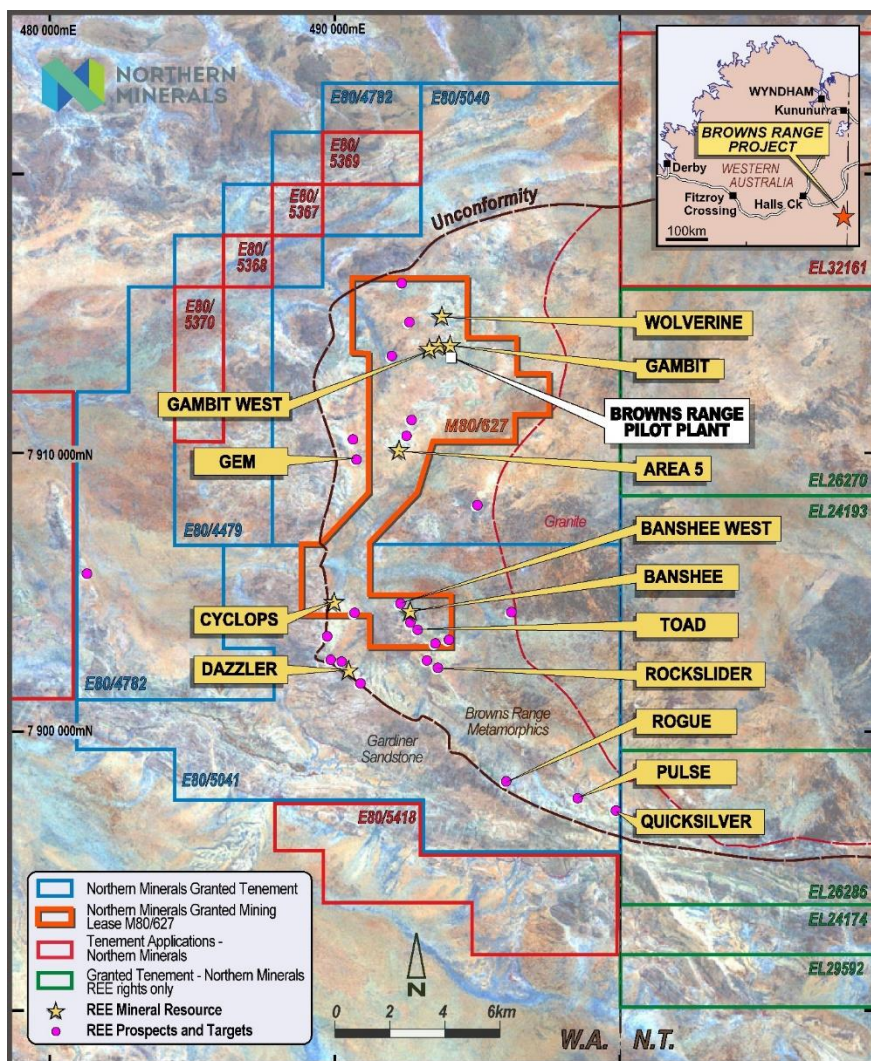 480 000mE
490 000mE
NORTHERN
MINERALS
E80/4782
E80/5040
E80/
5369
E80/
5367
E80/
5368
E80/
5370
Unconformity
WYNDHAM
Kununurra
BROWNS RANGE
PROJECT
Derby
WESTERN
AUSTRALIA
Fitzroy
Crossing
Halls Ck
100km
EL32161
WOLVERINE
GAMBIT
GAMBIT WEST
BROWNS RANGE
PILOT PLANT
M80/627
7 910 000mN
GEM
AREA 5
EL26270
EL24193
Granite
E80/4479
BANSHEE WEST
BANSHEE
CYCLOPS
TOAD
DAZZLER
ROCKSLIDER
E80/4782
7 900 000mN
Browns Range
Metamorphics
Gardiner
Sandstone
ROGUE
PULSE
E80/5041
QUICKSILVER
E80/5418
Northern Minerals Granted Tenement
Northern Minerals Granted Mining
Lease M80/627
Tenement Applications -
Northern Minerals
Granted Tenement - Northern Minerals
REE rights only
REE Mineral Resource
REE Prospects and Targets
N
0 2 4 6km
W.A.
N.T.
EL26286
EL24174
EL29592